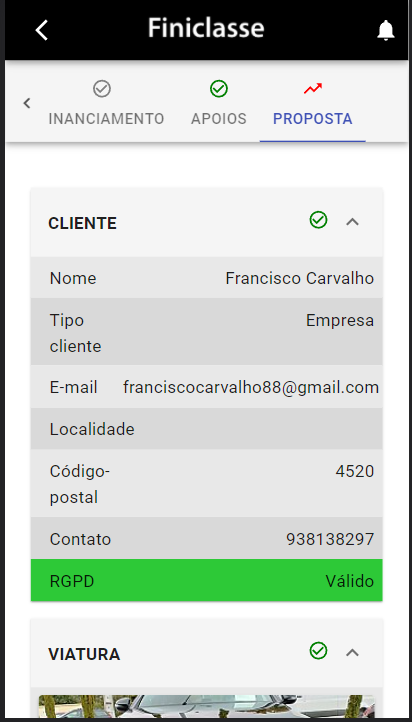 Finiclasse
INANCIAMENTO APOIOS PROPOSTA
CLIENTE
Nome Francisco Carvalho
Tipo cliente Empresa
E-mail franciscocarvalho88@gmail.com
Localidade
Código-postal 4520
Contato 938138297
RGPD Válido
VIATURA